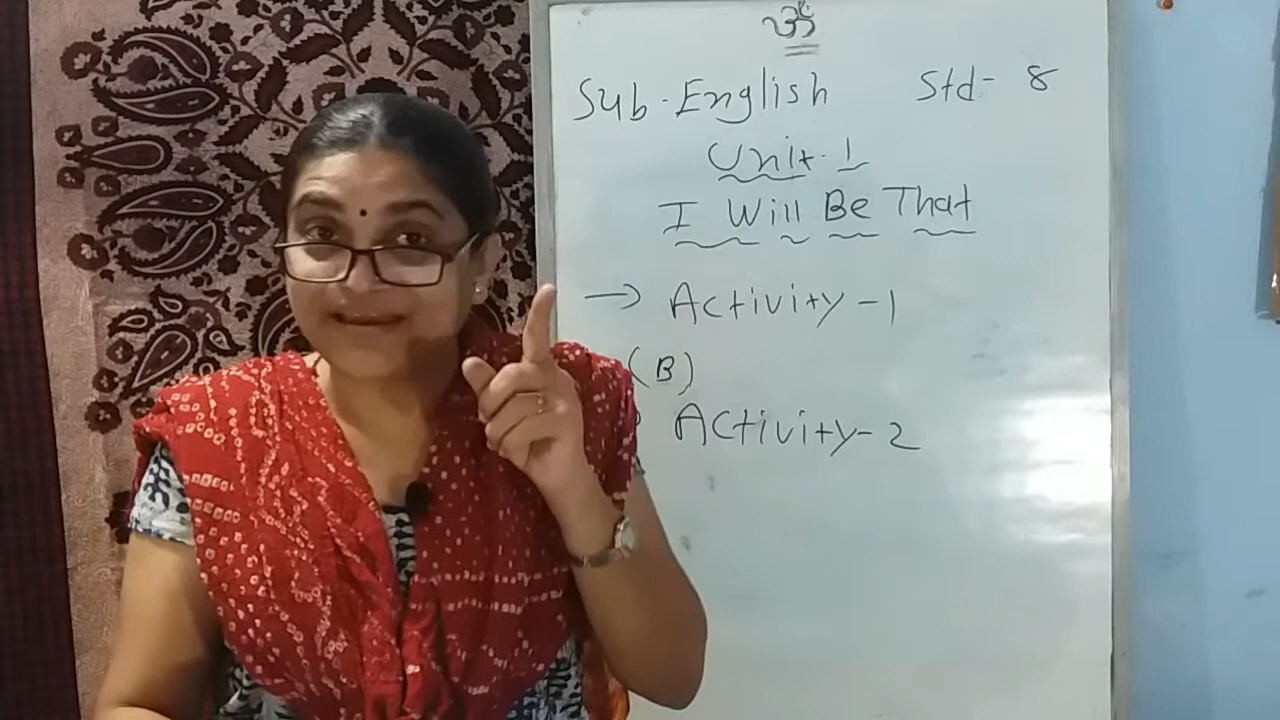 ॐ
Sub-English Std- 8
Unit-1
I Will Be That
→ Activity-1
(B)
Activity-2